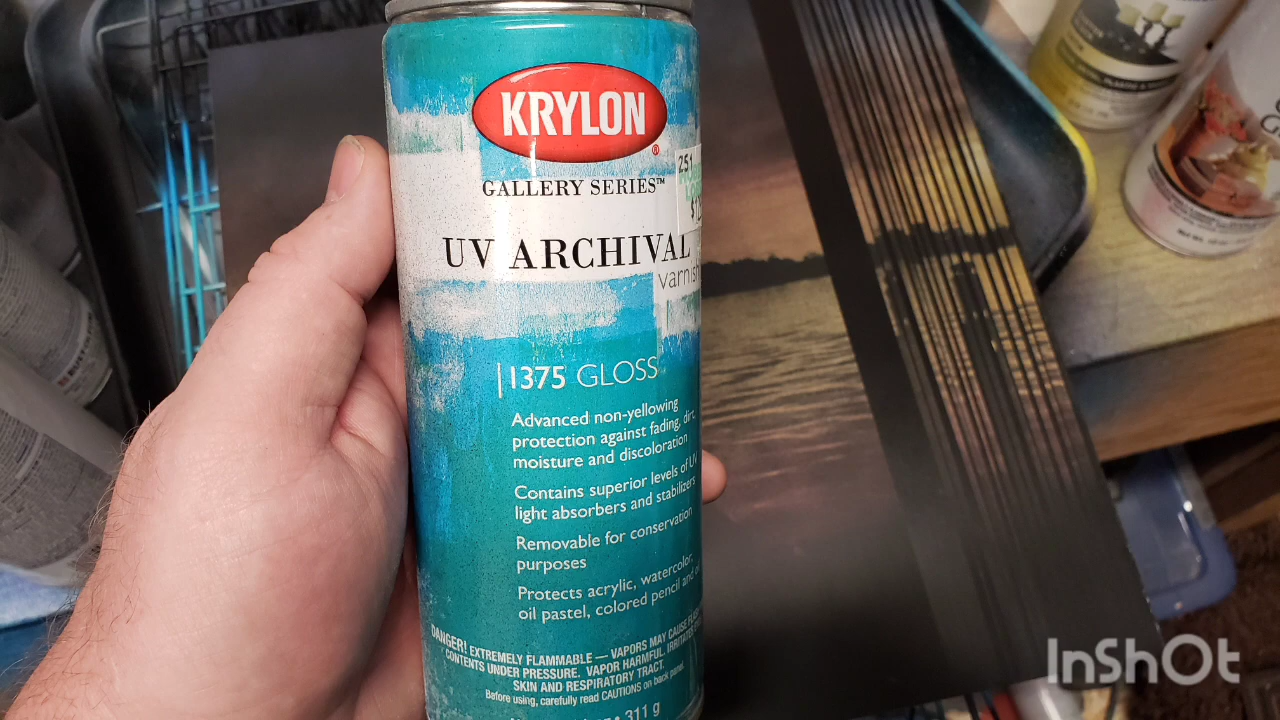 KRYLON®
GALLERY SERIES™
251
UV ARCHIVAL
varnish
1375 GLOSS
Advanced non-yellowing
protection against fading, dirt,
moisture and discoloration
Contains superior levels of UV
light absorbers and stabilizers
Removable for conservation
purposes
Protects acrylic, watercolor,
oil pastel, colored pencil and
DANGER! EXTREMELY FLAMMABLE — VAPORS MAY CAUSE
CONTENTS UNDER PRESSURE. VAPOR HARMFUL.
SKIN AND RESPIRATORY TRACT.
Before using, carefully read CAUTIONS on back panel.
311 g
InShOt